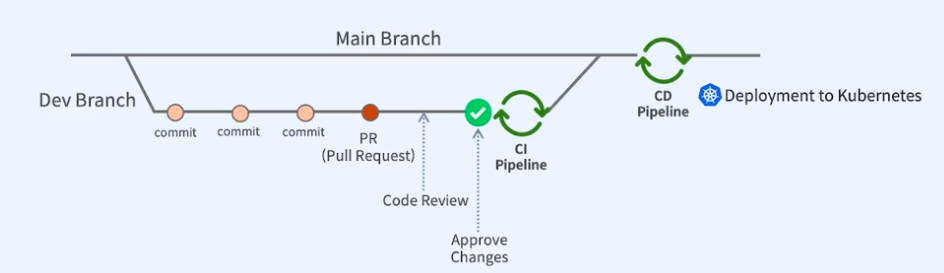 Main Branch
Dev Branch
commit
commit
commit
PR
(Pull Request)
Code Review
Approve
Changes
CI
Pipeline
CD
Pipeline
Deployment to Kubernetes